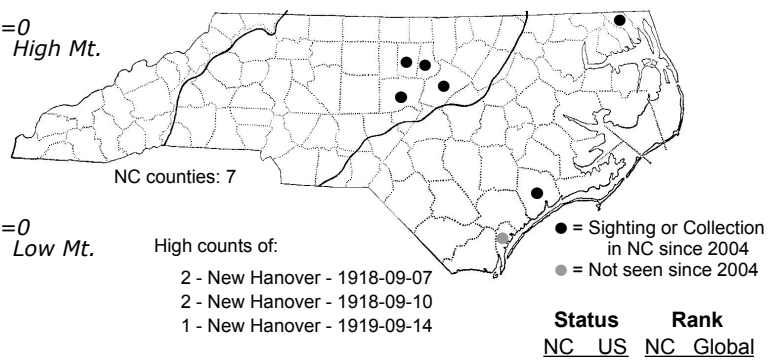 =0
High Mt.
NC counties: 7
=0
Low Mt.
High counts of:
2 - New Hanover - 1918-09-07
2 - New Hanover - 1918-09-10
1 - New Hanover - 1919-09-14
● = Sighting or Collection
in NC since 2004
● = Not seen since 2004
Status Rank
NC US NC Global